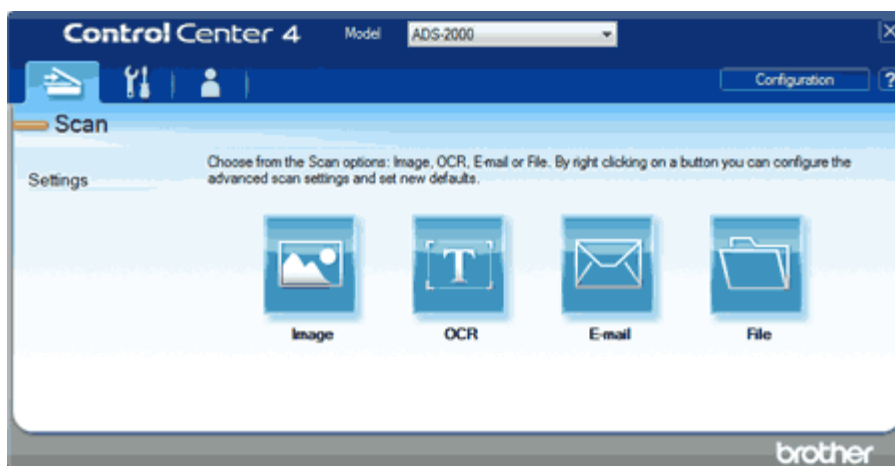 Control Center 4 Model ADS-2000
Configuration ?
Scan
Choose from the Scan options: Image, OCR, E-mail or File. By right clicking on a button you can configure the
advanced scan settings and set new defaults.
Settings
T
Image OCR E-mail File
brother